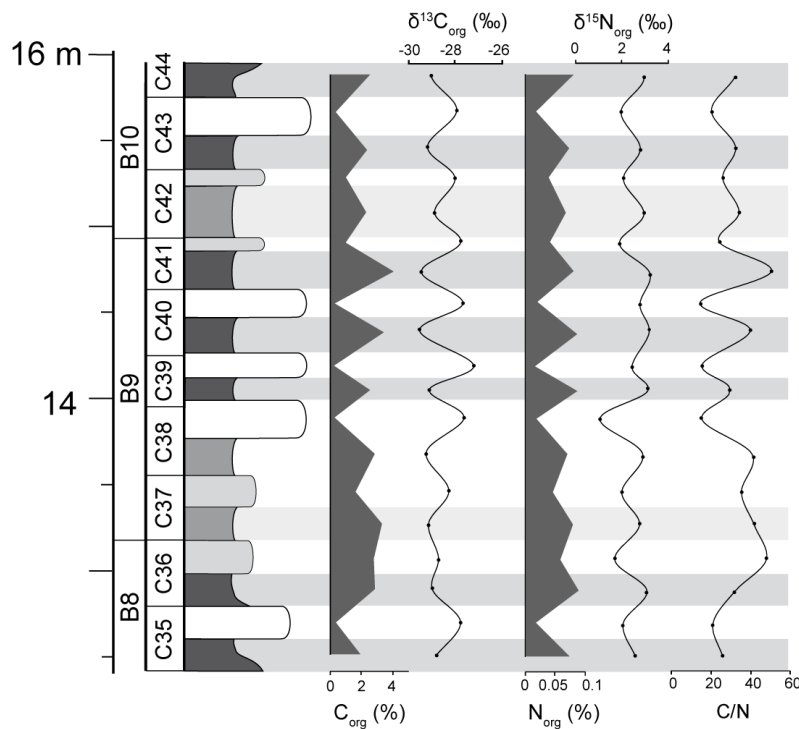 δ13Corg (‰)
-30 -28 -26
δ15Norg (‰)
0 2 4
16 m
14
B10
B9
B8
C44
C43
C42
C41
C40
C39
C38
C37
C36
C35
0 2 4
Corg (%)
0 0.05 0.1
Norg (%)
0 20 40 60
C/N